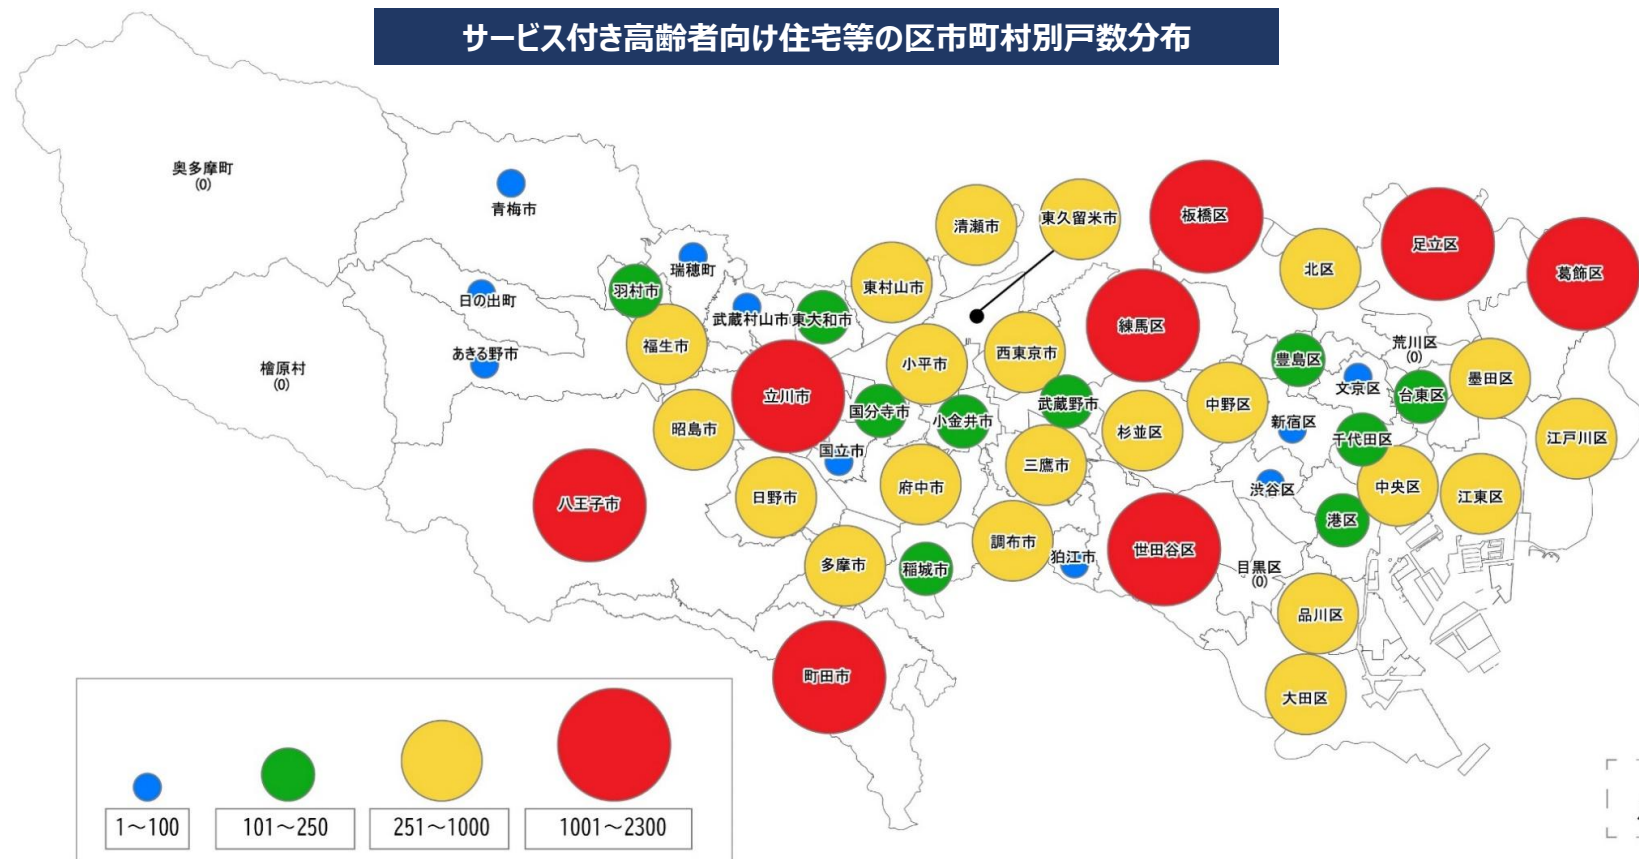 サービス付き高齢者向け住宅等の区市町村別戸数分布
奥多摩町
(0)
青梅市
瑞穂町
羽村市
日の出町
武蔵村山市
東大和市
東村山市
清瀬市
東久留米市
板橋区
足立区
葛飾区
北区
練馬区
福生市
あきる野市
檜原村
(0)
立川市
小平市
西東京市
豊島区
荒川区
(0)
文京区
台東区
墨田区
昭島市
国分寺市
小金井市
武蔵野市
杉並区
中野区
新宿区
千代田区
江戸川区
国立市
三鷹市
八王子市
日野市
府中市
渋谷区
中央区
江東区
港区
多摩市
稲城市
調布市
狛江市
世田谷区
目黒区
(0)
品川区
町田市
大田区
1～100
101～250
251～1000
1001～2300